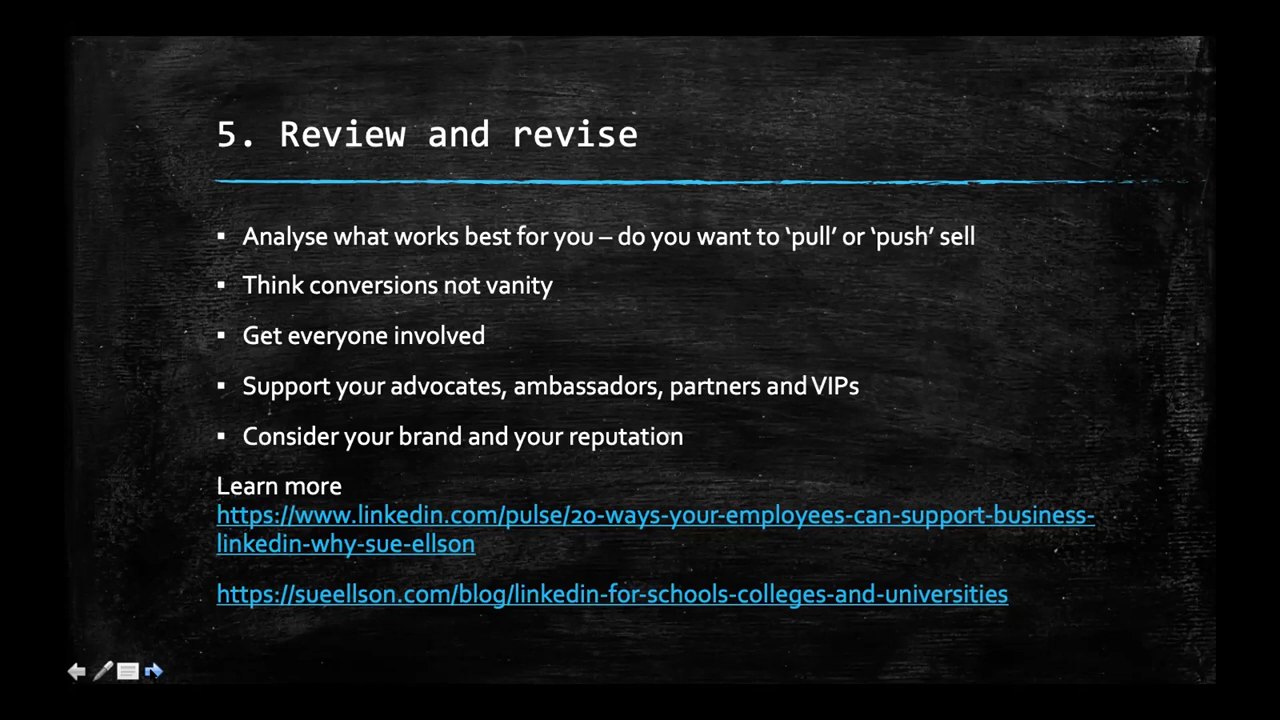 5. Review and revise
▪ Analyse what works best for you – do you want to ‘pull’ or ‘push’ sell
▪ Think conversions not vanity
▪ Get everyone involved
▪ Support your advocates, ambassadors, partners and VIPs
▪ Consider your brand and your reputation
Learn more
https://www.linkedin.com/pulse/20-ways-your-employees-can-support-business-
linkedin-why-sue-ellson
https://sueellson.com/blog/linkedin-for-schools-colleges-and-universities